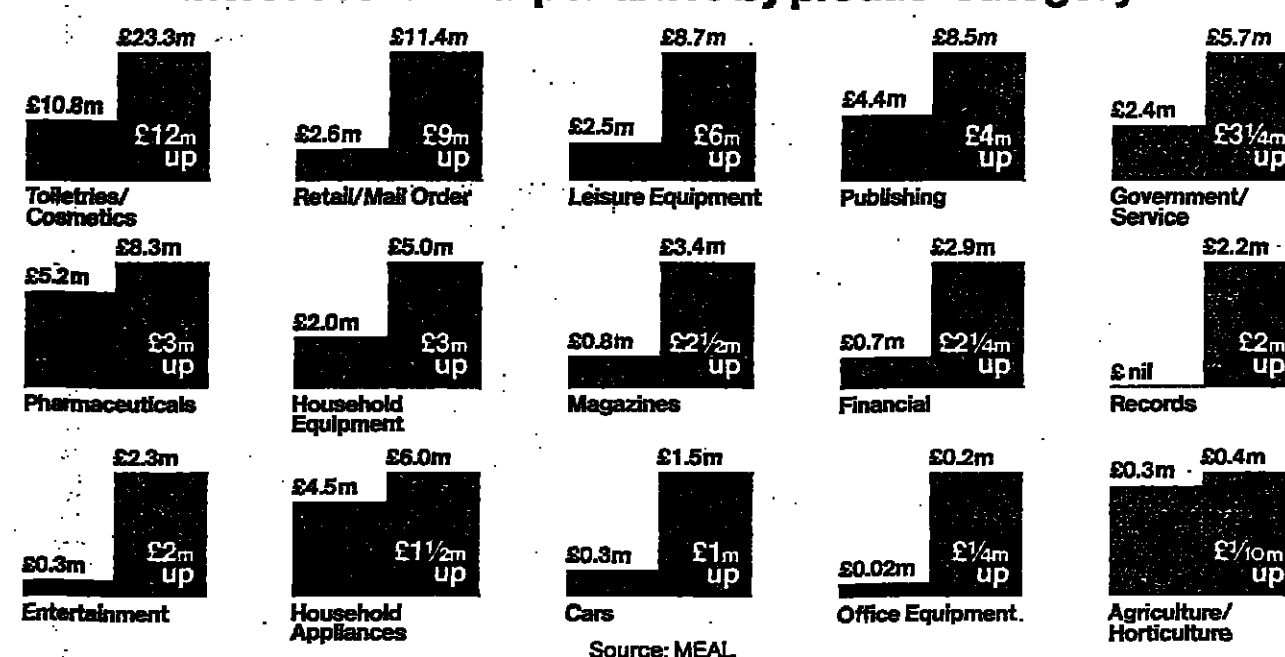 by product category
£23.3m
£10.8m
£12m
up
Toiletries/
Cosmetics
£11.4m
£2.6m
£9m
up
Retail/Mail Order
£8.7m
£2.5m
£6m
up
Leisure Equipment
£8.5m
£4.4m
£4m
up
Publishing
£5.7m
£2.4m
£3¼m
up
Government/
Service
£8.3m
£5.2m
£3m
up
Pharmaceuticals
£5.0m
£2.0m
£3m
up
Household
Equipment
£3.4m
£0.8m
£2½m
up
Magazines
£2.9m
£0.7m
£2¼m
up
Financial
£2.2m
£ nil
£2m
up
Records
£2.3m
£0.3m
£2m
up
Entertainment
£6.0m
£4.5m
£1½m
up
Household
Appliances
£1.5m
£0.3m
£1m
up
Cars
£0.2m
£0.02m
£¼m
up
Office Equipment.
£0.4m
£0.3m
£1/10m
up
Agriculture/
Horticulture
Source: MEAL